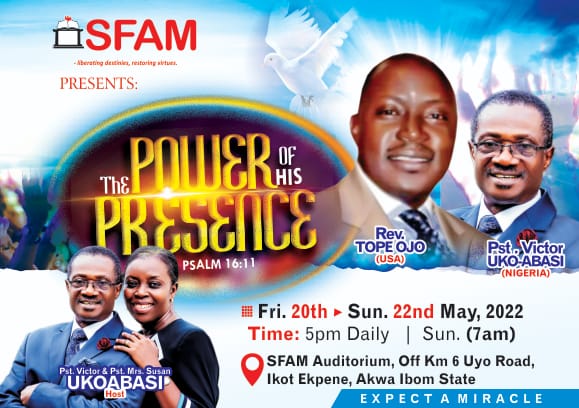 SFAM
- liberating destinies, restoring virtues.
PRESENTS:
The POWER OF HIS
PRESENCE
PSALM 16:11
Rev.
TOPE OJO
(USA)
Pst. Victor
UKOABASI
(NIGERIA)
Pst. Victor & Pst. Mrs. Susan
UKOABASI
Host
Fri. 20th ▸ Sun. 22nd May, 2022
Time: 5pm Daily | Sun. (7am)
SFAM Auditorium, Off Km 6 Uyo Road,
Ikot Ekpene, Akwa Ibom State
EXPECT A MIRACLE